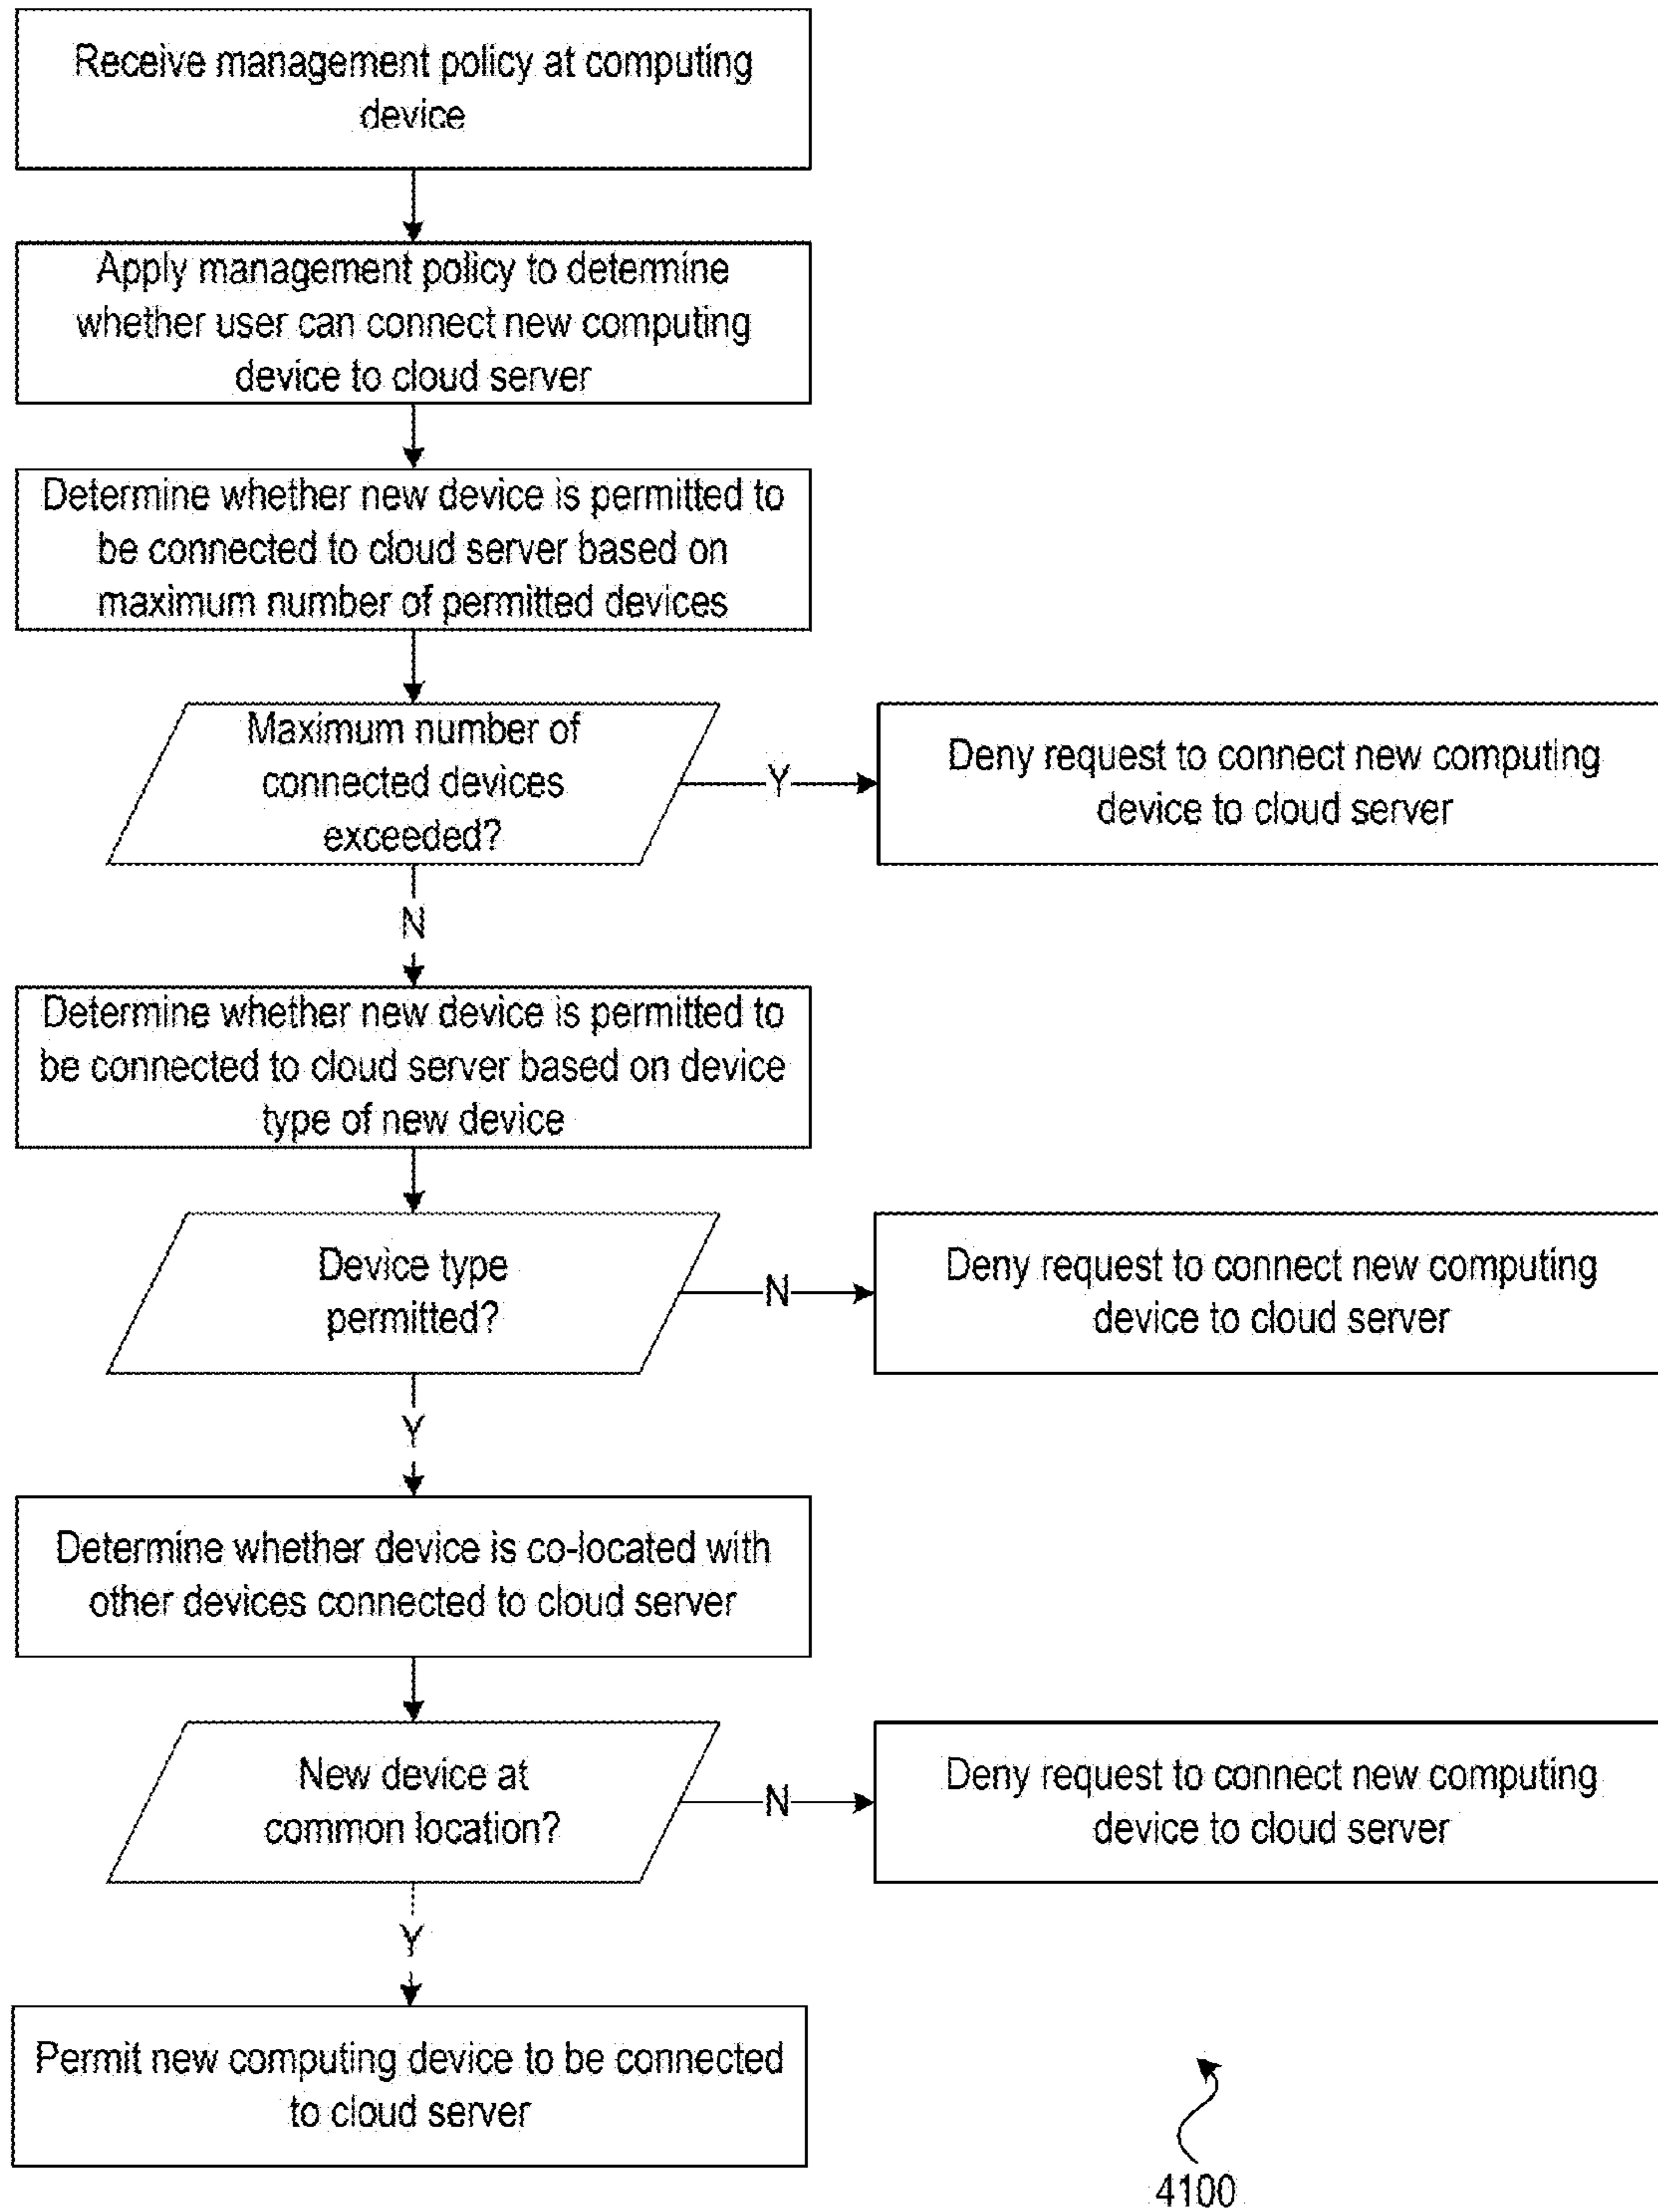 Receive management policy at computing
device
Apply management policy to determine
whether user can connect new computing
device to cloud server
Determine whether new device is permitted to
be connected to cloud server based on
maximum number of permitted devices
Maximum number of
connected devices
exceeded?
Y
Deny request to connect new computing
device to cloud server
N
Determine whether new device is permitted to
be connected to cloud server based on device
type of new device
Device type
permitted?
N
Deny request to connect new computing
device to cloud server
Y
Determine whether device is co-located with
other devices connected to cloud server
New device at
common location?
N
Deny request to connect new computing
device to cloud server
Y
Permit new computing device to be connected
to cloud server
4100